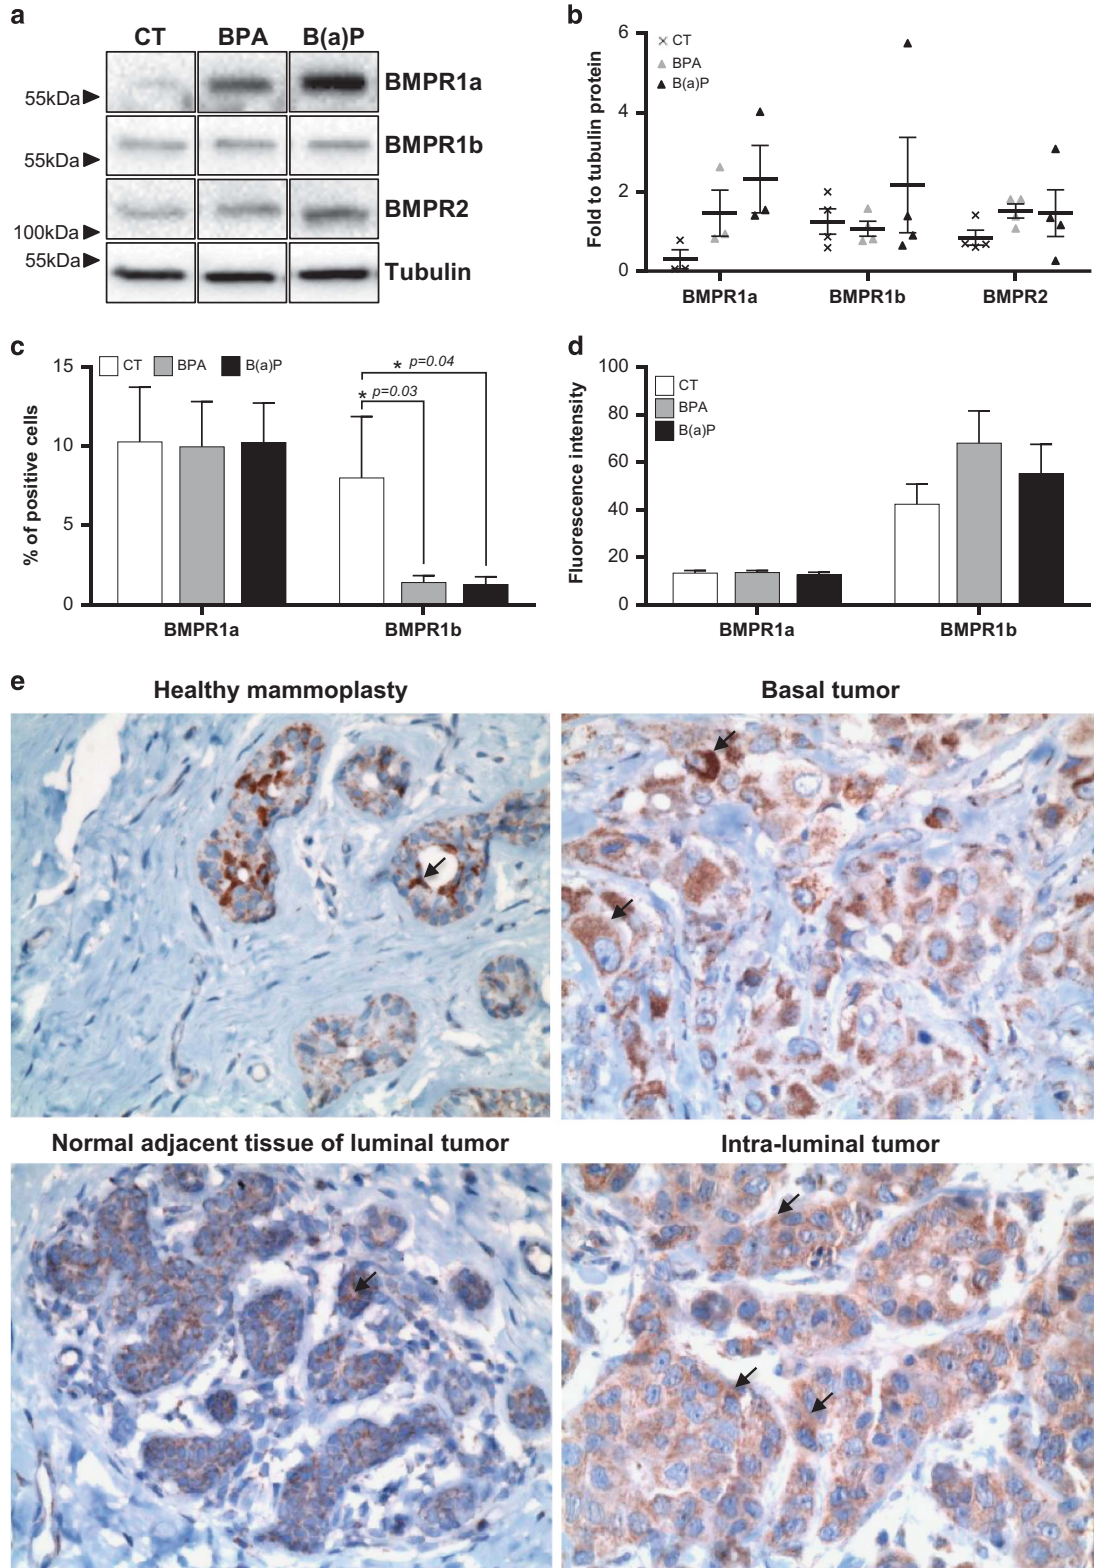 a
CT BPA B(a)P
BMPR1a
55kDa
BMPR1b
55kDa
BMPR2
100kDa
55kDa
Tubulin
b
6
4
2
0
Fold to tubulin protein
CT
BPA
B(a)P
BMPR1a BMPR1b BMPR2
c
15
10
5
0
% of positive cells
CT BPA B(a)P
* p=0.04
* p=0.03
BMPR1a BMPR1b
d
100
80
60
40
20
0
Fluorescence intensity
CT
BPA
B(a)P
BMPR1a BMPR1b
e
Healthy mammoplasty
Basal tumor
Normal adjacent tissue of luminal tumor
Intra-luminal tumor